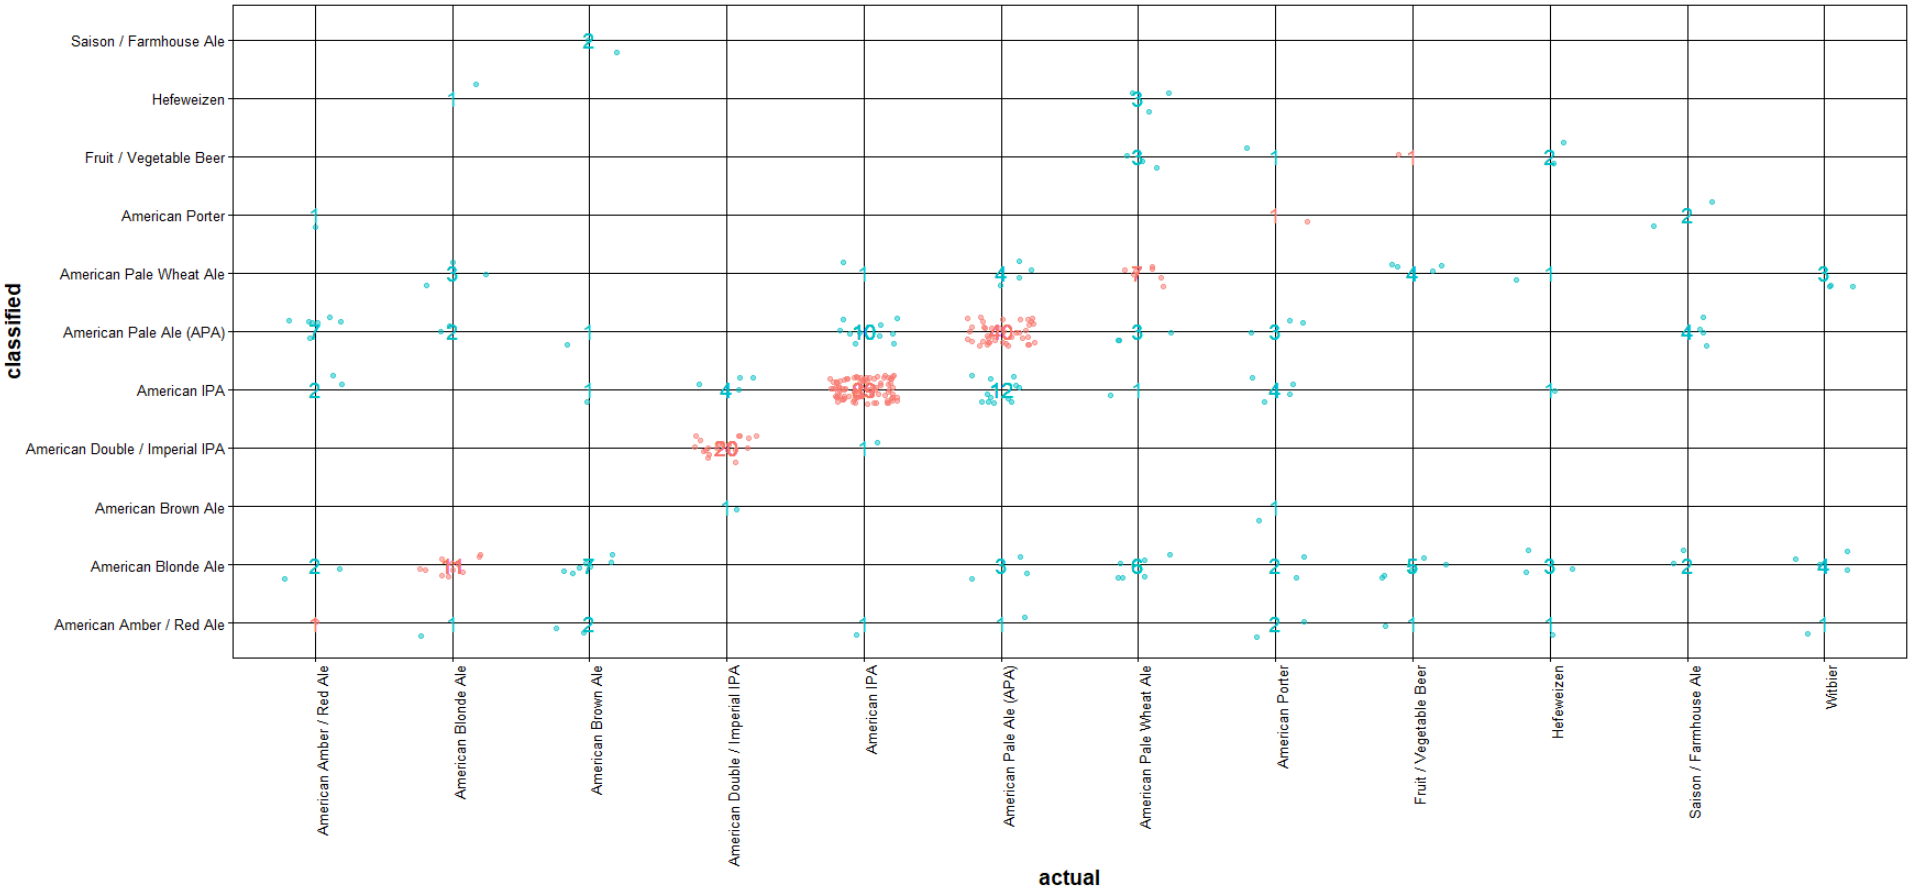 Saison / Farmhouse Ale 2
Hefeweizen 1 3
Fruit / Vegetable Beer 3 1 1 2
American Porter 1 1 2
American Pale Wheat Ale 3 1 4 7 4 1 3
American Pale Ale (APA) 7 2 1 10 40 3 3 4
American IPA 2 1 4 12 1 4 1
American Double / Imperial IPA 20 1
American Brown Ale 1 1
American Blonde Ale 2 11 7 3 6 2 5 3 2 4
American Amber / Red Ale 1 1 2 1 1 2 1 1 1
classified
American Amber / Red Ale
American Blonde Ale
American Brown Ale
American Double / Imperial IPA
American IPA
American Pale Ale (APA)
American Pale Wheat Ale
American Porter
Fruit / Vegetable Beer
Hefeweizen
Saison / Farmhouse Ale
Witbier
actual